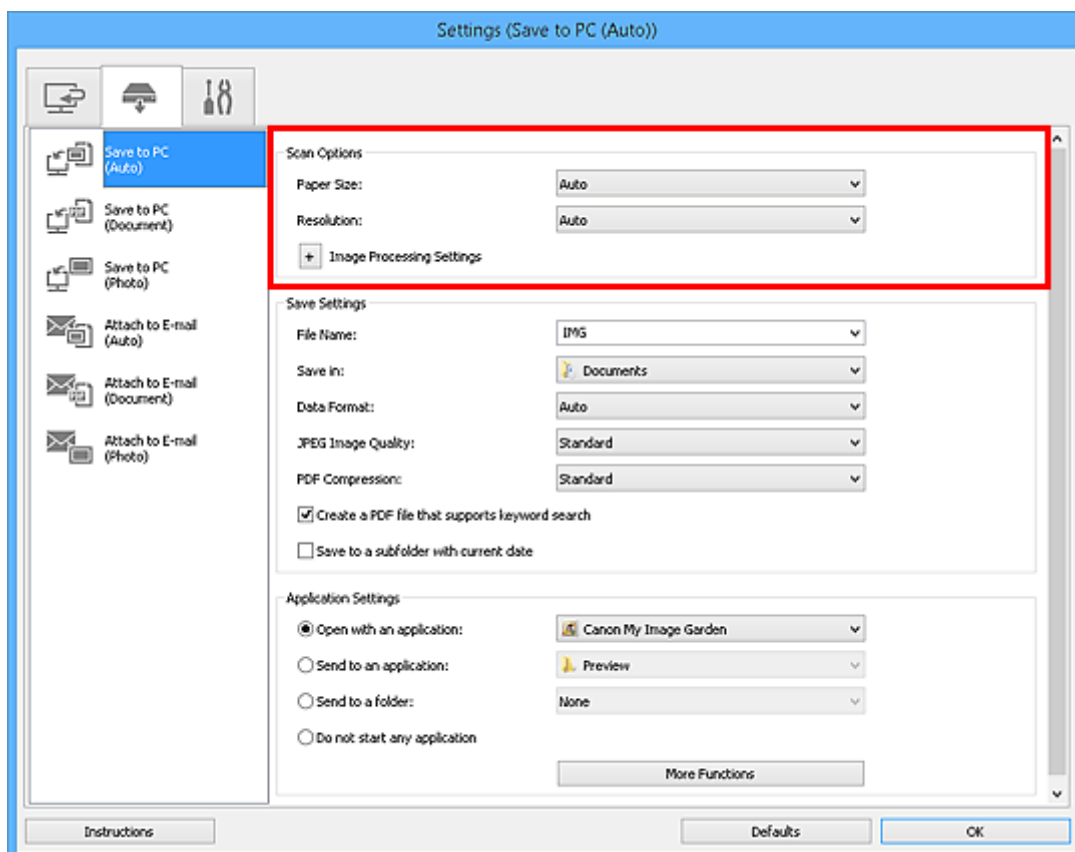 Settings (Save to PC (Auto))
Save to PC
(Auto)
Save to PC
(Document)
Save to PC
(Photo)
Attach to E-mail
(Auto)
Attach to E-mail
(Document)
Attach to E-mail
(Photo)
Scan Options
Paper Size: Auto
Resolution: Auto
+ Image Processing Settings
Save Settings
File Name: IMG
Save in: Documents
Data Format: Auto
JPEG Image Quality: Standard
PDF Compression: Standard
Create a PDF file that supports keyword search
Save to a subfolder with current date
Application Settings
Open with an application: Canon My Image Garden
Send to an application: Preview
Send to a folder: None
Do not start any application
More Functions
Instructions Defaults OK